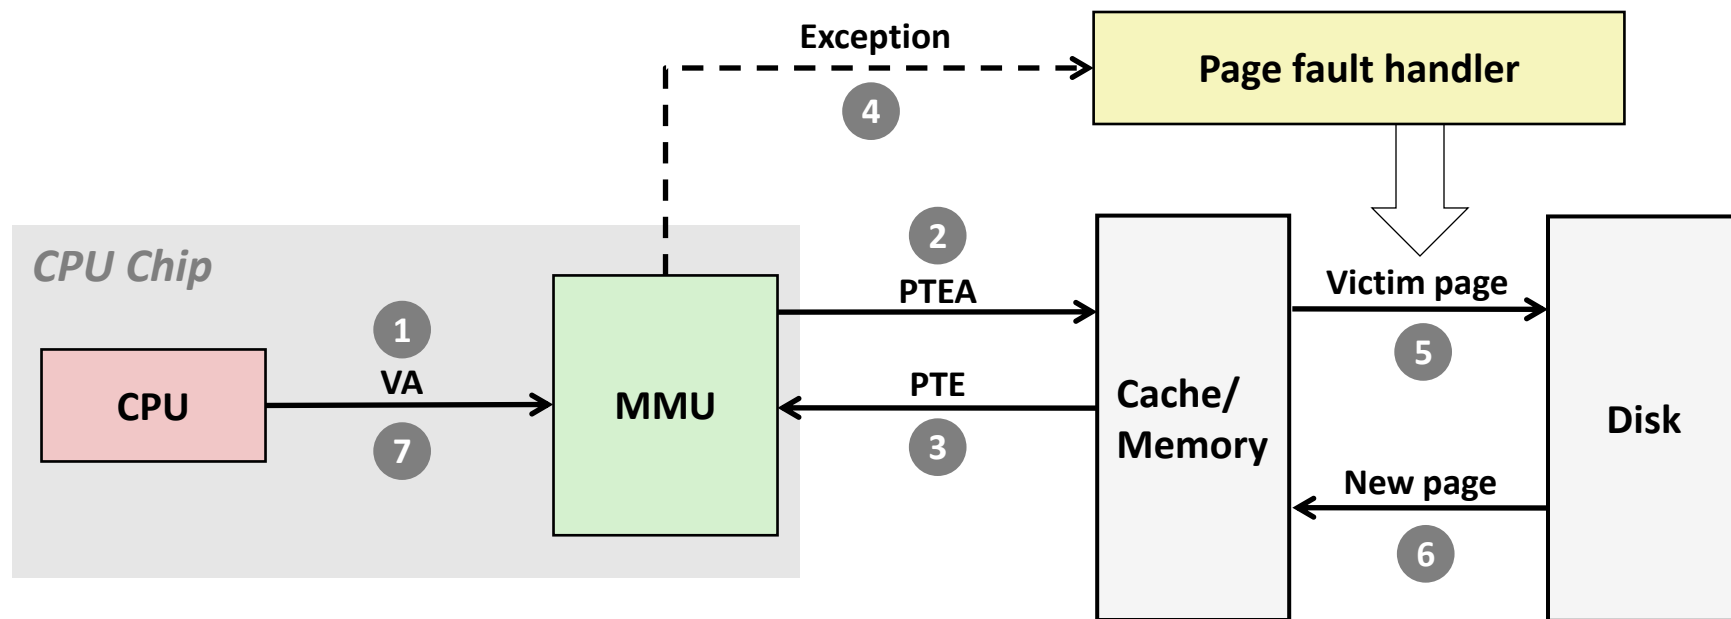 Exception
Page fault handler
4
2
CPU Chip
PTEA
Victim page
1
5
VA
PTE
CPU
MMU
Cache/
Memory
Disk
7
3
New page
6